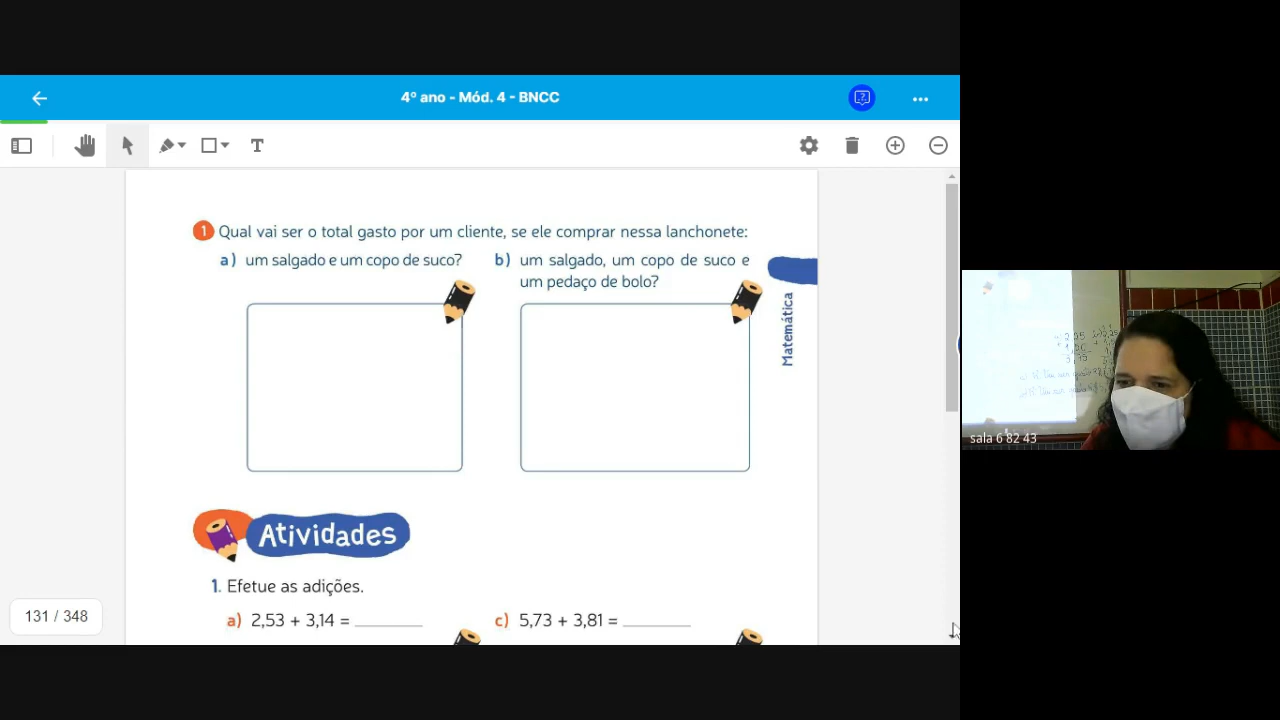 4º ano - Mód. 4 - BNCC
T
1 Qual vai ser o total gasto por um cliente, se ele comprar nessa lanchonete:
a) um salgado e um copo de suco?
b) um salgado, um copo de suco e
um pedaço de bolo?
Matemática
Atividades
1. Efetue as adições.
a) 2,53 + 3,14 = ________
c) 5,73 + 3,81 = ________
131 / 348
sala 6 82 43